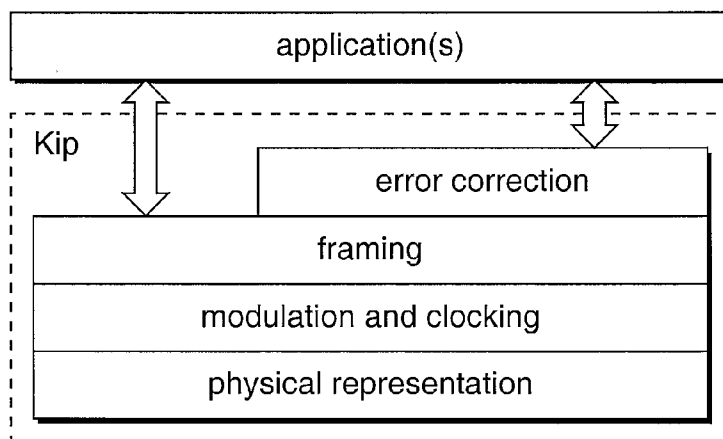 application(s)
Kip
error correction
framing
modulation and clocking
physical representation